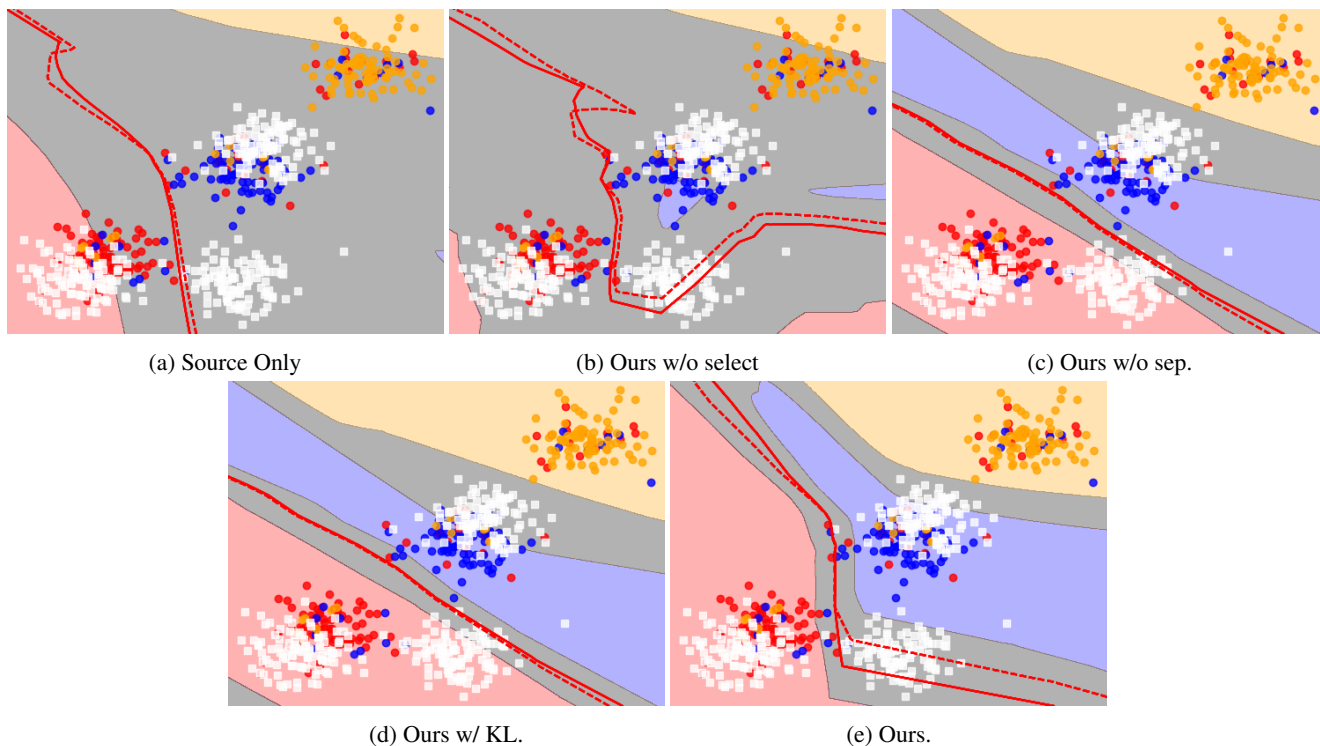 (a) Source Only
(b) Ours w/o select
(c) Ours w/o sep.
(d) Ours w/ KL.
(e) Ours.